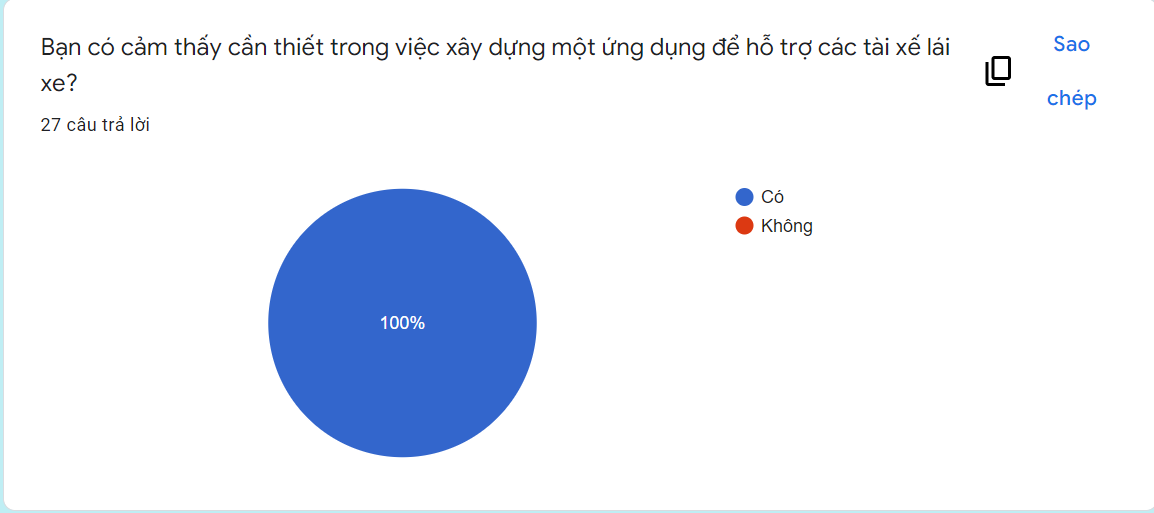 Bạn có cảm thấy cần thiết trong việc xây dựng một ứng dụng để hỗ trợ các tài xế lái
xe?
27 câu trả lời
Sao
chép
Có
Không
100%